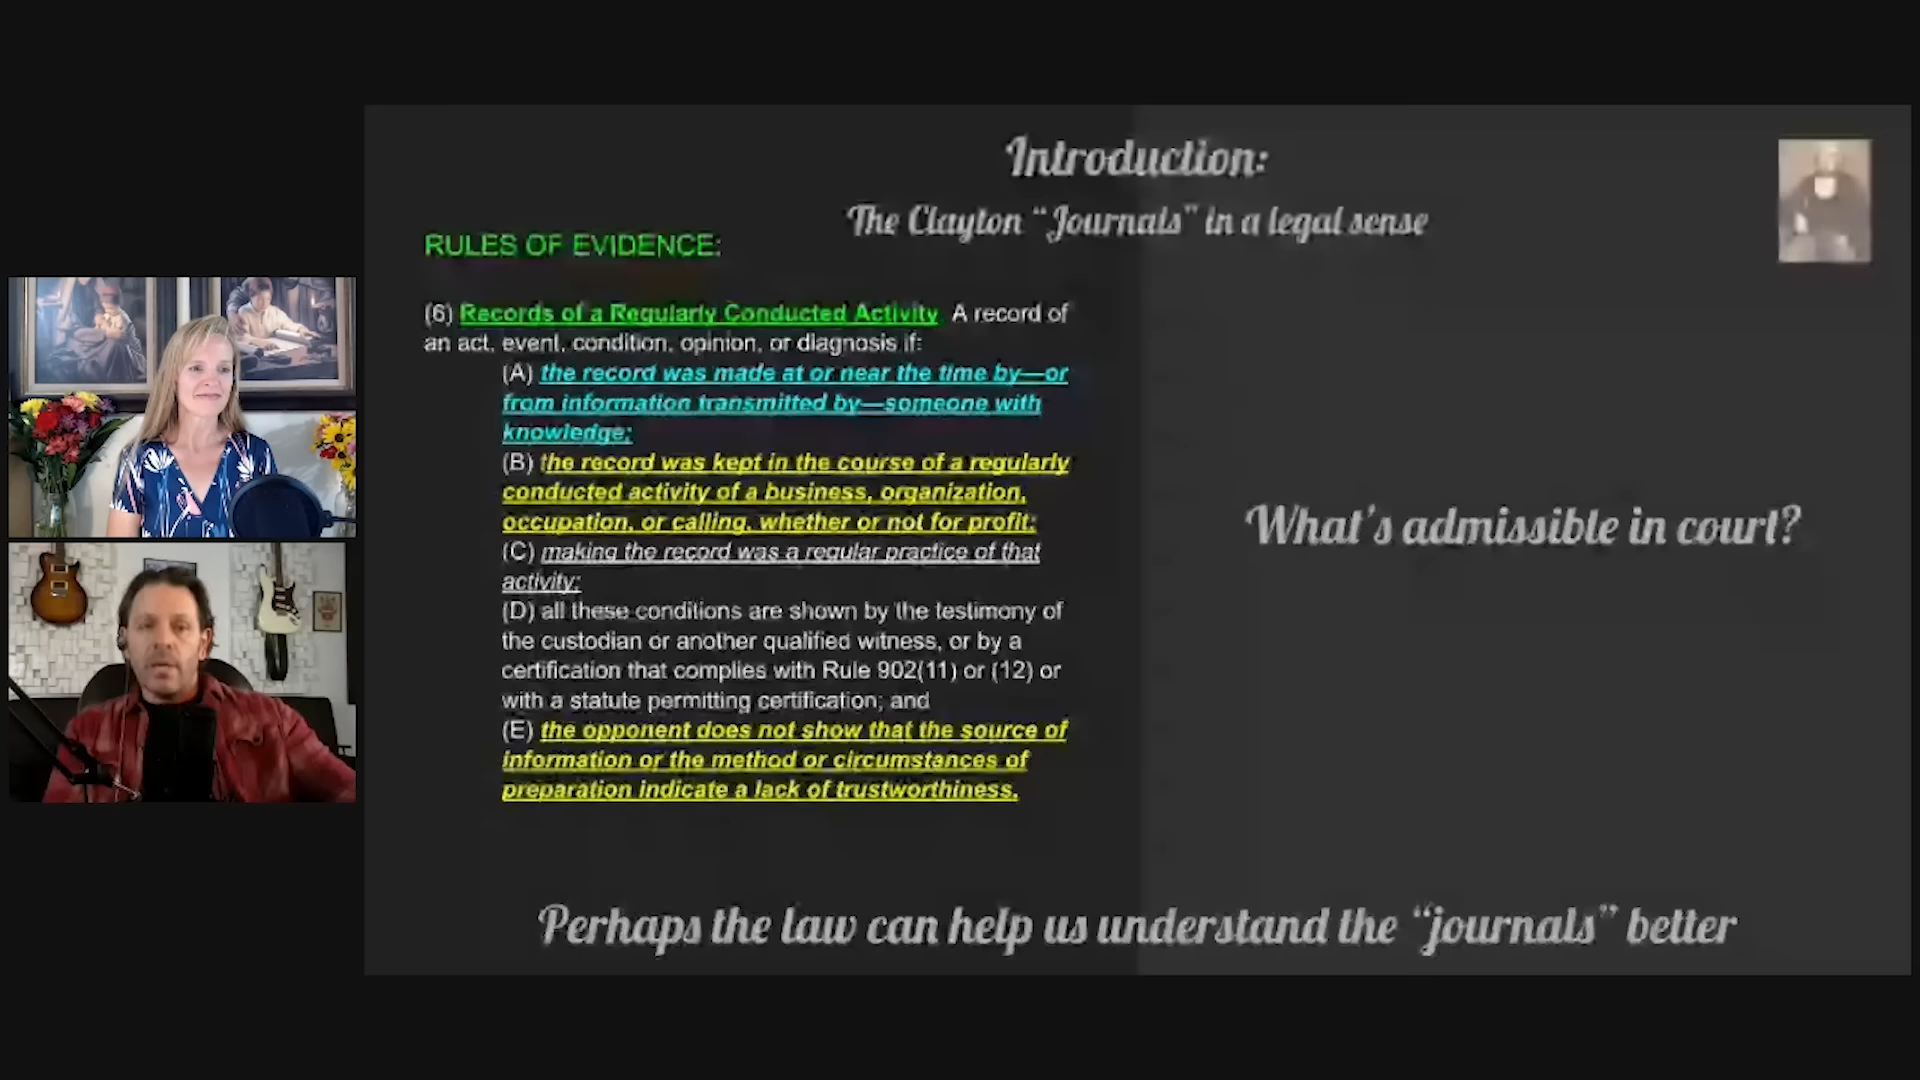 Introduction:
The Clayton “Journals” in a legal sense
RULES OF EVIDENCE:
(6) Records of a Regularly Conducted Activity. A record of
an act, event, condition, opinion, or diagnosis if:
(A) the record was made at or near the time by—or
from information transmitted by—someone with
knowledge;
(B) the record was kept in the course of a regularly
conducted activity of a business, organization,
occupation, or calling, whether or not for profit;
(C) making the record was a regular practice of that
activity;
(D) all these conditions are shown by the testimony of
the custodian or another qualified witness, or by a
certification that complies with Rule 902(11) or (12) or
with a statute permitting certification; and
(E) the opponent does not show that the source of
information or the method or circumstances of
preparation indicate a lack of trustworthiness.
What's admissible in court?
Perhaps the law can help us understand the “journals” better